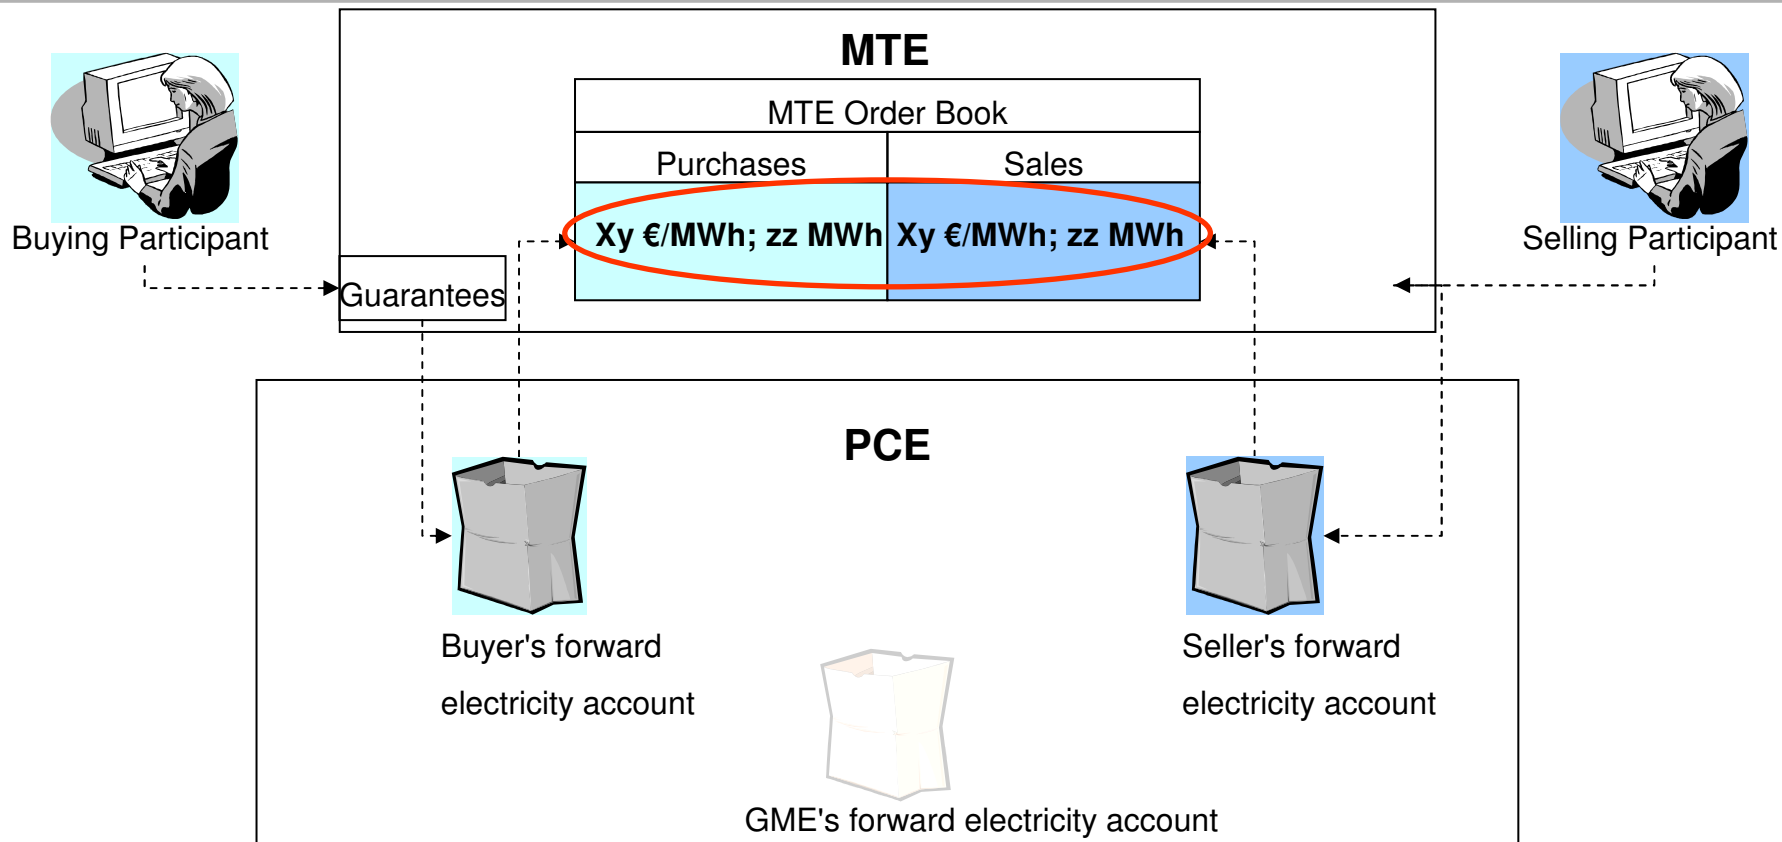 MTE
MTE Order Book
Purchases
Sales
Xy €/MWh; zz MWh
Xy €/MWh; zz MWh
Buying Participant
Selling Participant
Guarantees
PCE
Buyer's forward
electricity account
Seller's forward
electricity account
GME's forward electricity account